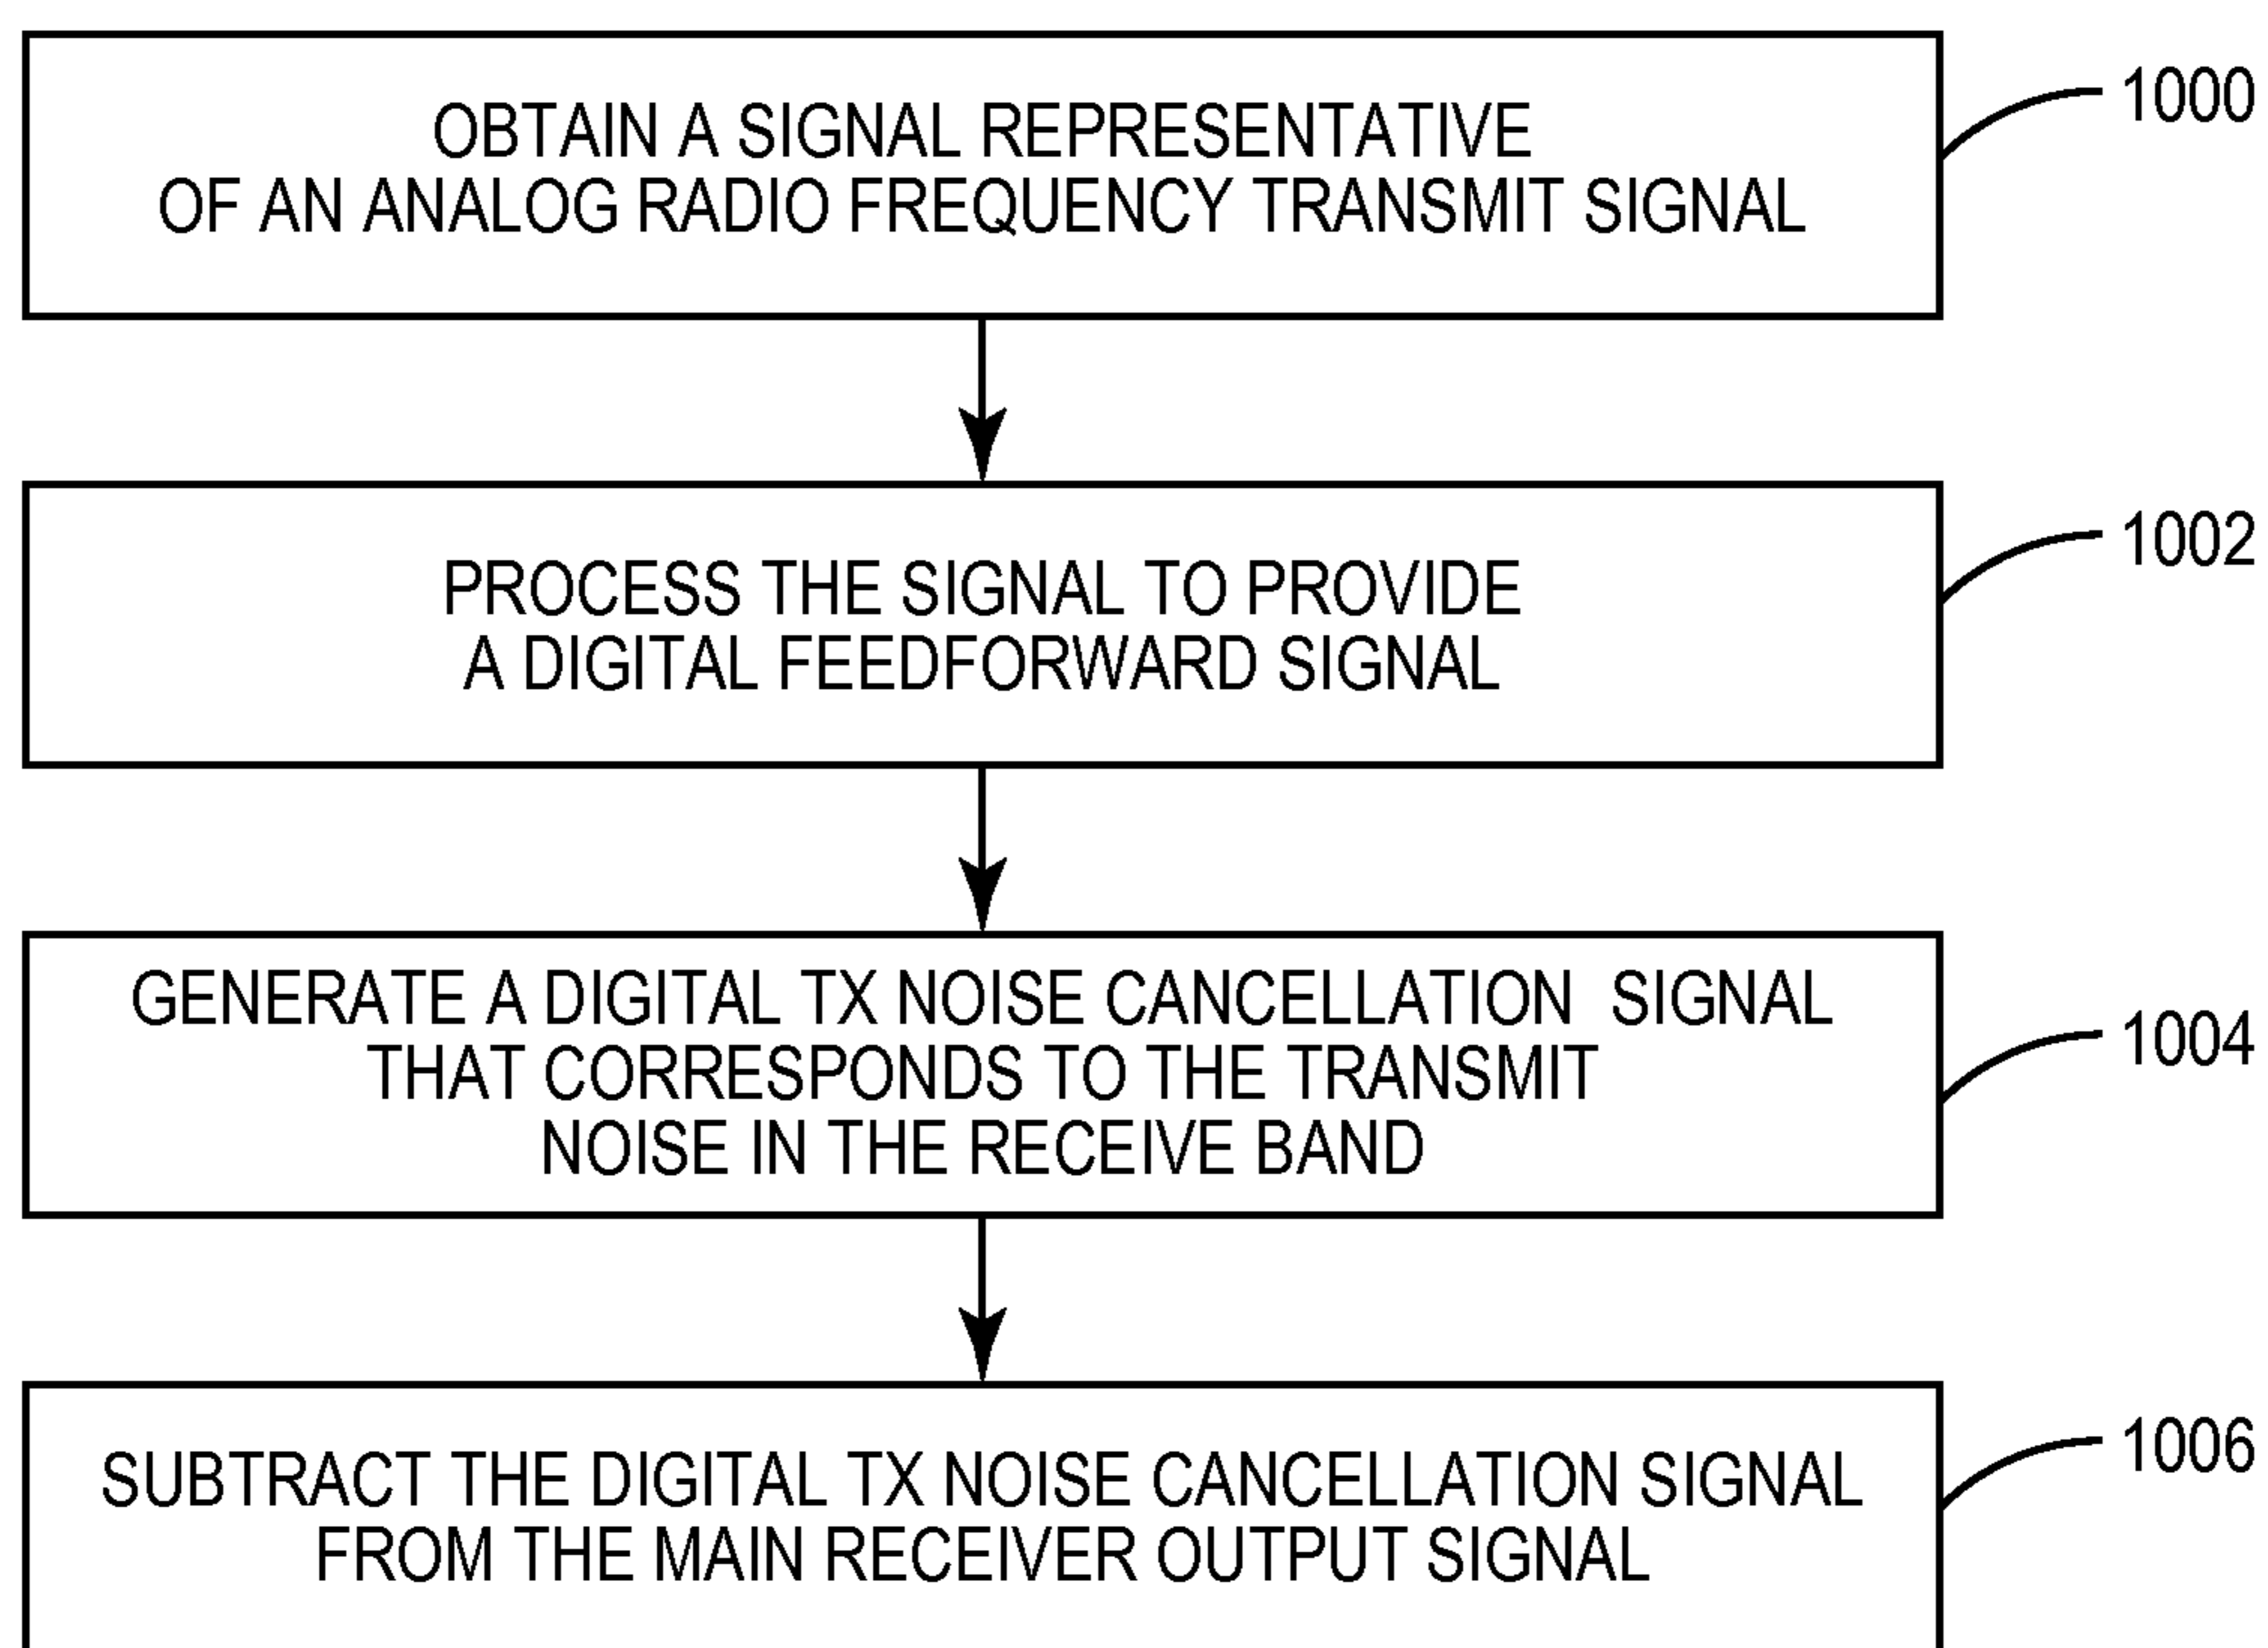 OBTAIN A SIGNAL REPRESENTATIVE
OF AN ANALOG RADIO FREQUENCY TRANSMIT SIGNAL
1000
PROCESS THE SIGNAL TO PROVIDE
A DIGITAL FEEDFORWARD SIGNAL
1002
GENERATE A DIGITAL TX NOISE CANCELLATION SIGNAL
THAT CORRESPONDS TO THE TRANSMIT
NOISE IN THE RECEIVE BAND
1004
SUBTRACT THE DIGITAL TX NOISE CANCELLATION SIGNAL
FROM THE MAIN RECEIVER OUTPUT SIGNAL
1006